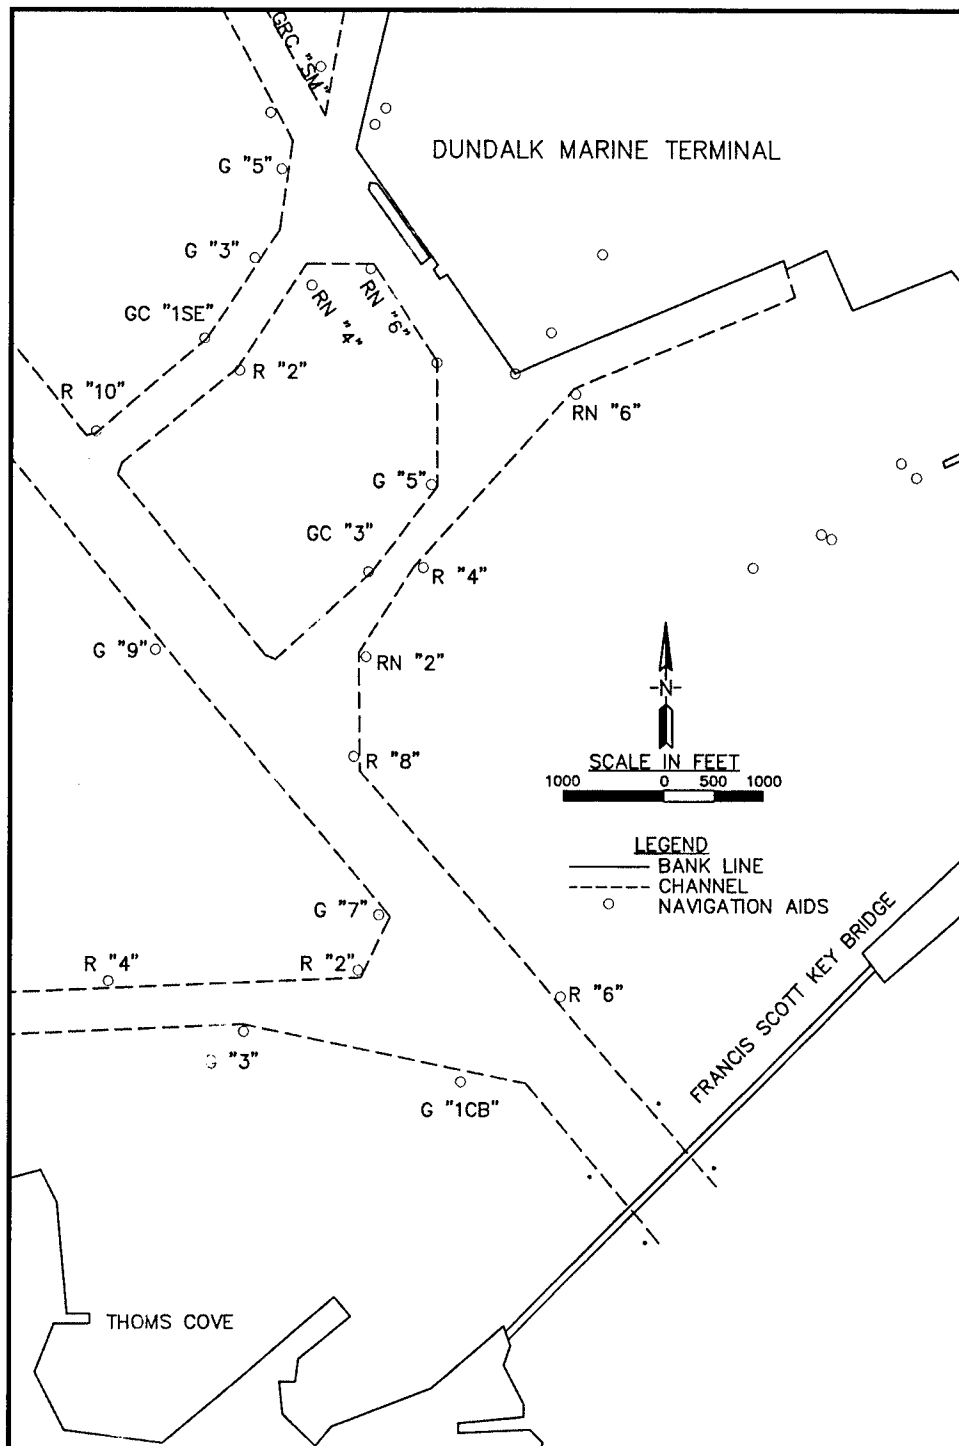 GRC "SM"
DUNDALK MARINE TERMINAL
G "5"
G "3"
GC "1SE"
RN "4"
RN "6"
R "2"
R "10"
RN "6"
G "5"
GC "3"
R "4"
G "9"
RN "2"
-N-
R "8"
SCALE IN FEET
1000 0 500 1000
LEGEND
BANK LINE
CHANNEL
NAVIGATION AIDS
G "7"
R "2"
R "4"
R "6"
FRANCIS SCOTT KEY BRIDGE
G "3"
G "1CB"
THOMS COVE